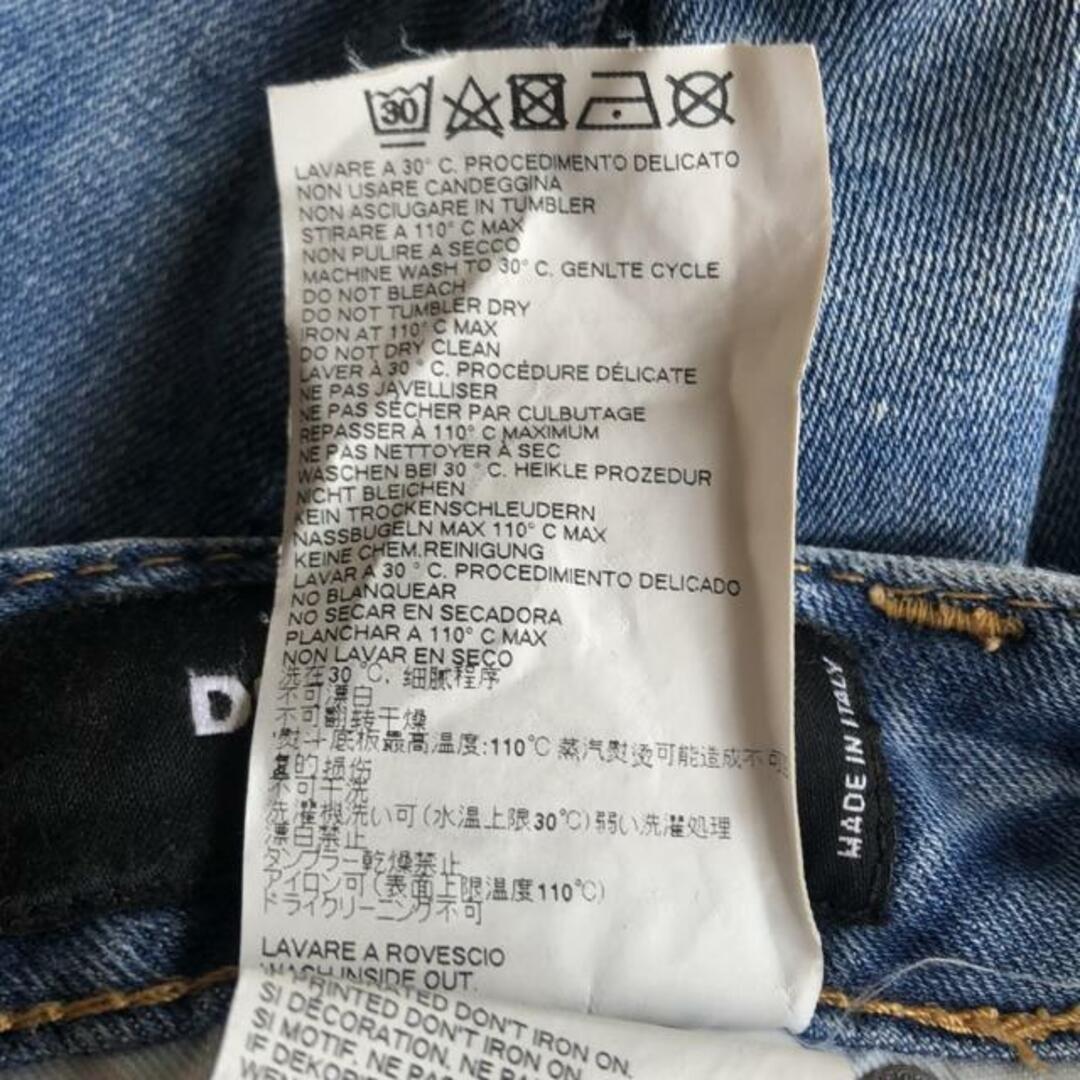 30
LAVARE A 30° C. PROCEDIMENTO DELICATO
NON USARE CANDEGGINA
NON ASCIUGARE IN TUMBLER
STIRARE A 110° C MAX
NON PULIRE A SECCO
MACHINE WASH TO 30° C. GENLTE CYCLE
DO NOT BLEACH
DO NOT TUMBLER DRY
IRON AT 110° C MAX
DO NOT DRY CLEAN
LAVER À 30° C. PROCÉDURE DÉLICATE
NE PAS JAVELLISER
NE PAS SÉCHER PAR CULBUTAGE
REPASSER À 110° C MAXIMUM
NE PAS NETTOYER À SEC
WASCHEN BEI 30° C. HEIKLE PROZEDUR
NICHT BLEICHEN
KEIN TROCKENSCHLEUDERN
NASSBUGELN MAX 110° C MAX
KEINE CHEM.REINIGUNG
LAVAR A 30° C. PROCEDIMIENTO DELICADO
NO BLANQUEAR
NO SECAR EN SECADORA
PLANCHAR A 110° C MAX
NON LAVAR EN SECO
洗在30℃, 细腻程序
不可漂白
不可翻转干燥
熨斗底板最高温度:110℃ 蒸汽熨烫可能造成不可
的损伤
不可干洗
洗濯機洗い可(水温上限30℃)弱い洗濯処理
漂白禁止
タンブラー乾燥禁止
アイロン可(表面上限温度110℃)
ドライクリーニング不可
LAVARE A ROVESCIO
WASH INSIDE OUT.
PRINTED DON'T IRON ON.
SI DÉCORATION, NE PAS
SI MOTIF, NE PAS
IF DEKOR
D
MADE IN ITALY